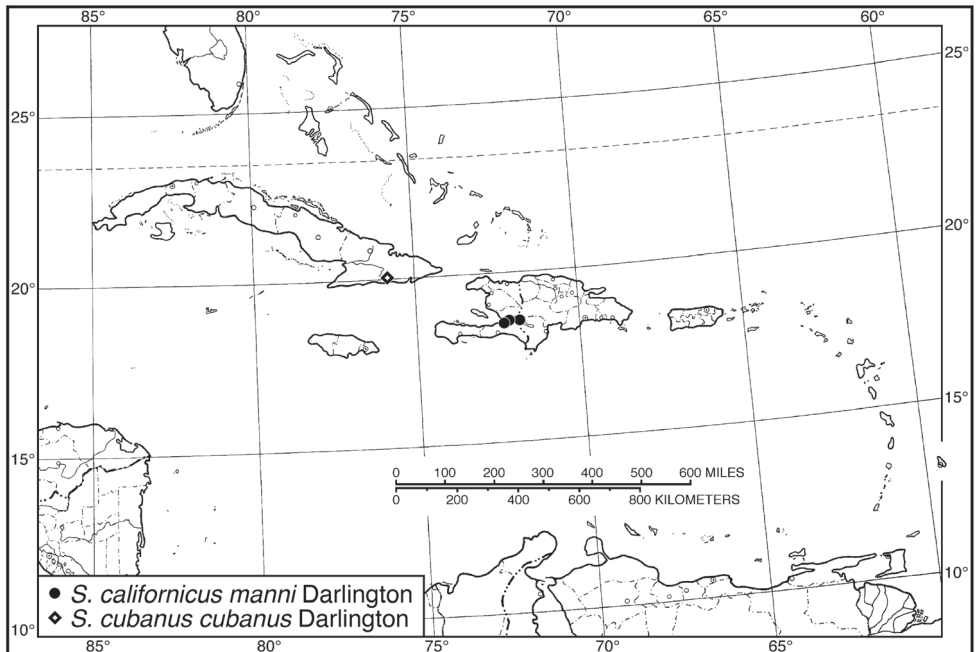 85° 80° 75° 70° 65° 60°
25°
25°
20°
20°
15°
15°
0 100 200 300 400 500 600 MILES
0 200 400 600 800 KILOMETERS
10°
S. californicus manni Darlington
S. cubanus cubanus Darlington
10°
85° 75° 70° 65°